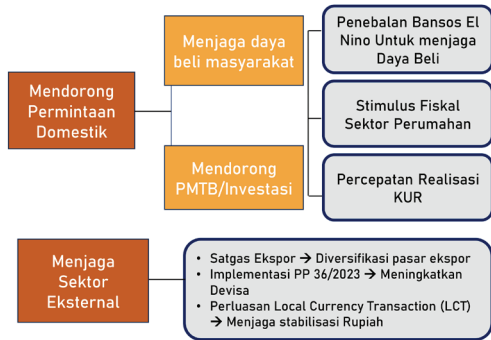 Mendorong
Permintaan
Domestik
Menjaga daya
beli masyarakat
Mendorong
PMTB/Investasi
Penebalan Bansos El
Nino Untuk menjaga
Daya Beli
Stimulus Fiskal
Sektor Perumahan
Percepatan Realisasi
KUR
Menjaga
Sektor
Eksternal
• Satgas Ekspor → Diversifikasi pasar ekspor
• Implementasi PP 36/2023 → Meningkatkan
Devisa
• Perluasan Local Currency Transaction (LCT)
→ Menjaga stabilisasi Rupiah